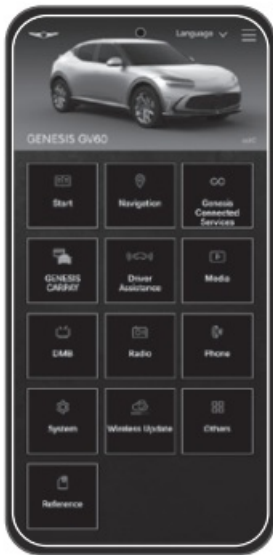 Language
GENESIS GV60
Start
Navigation
Genesis
Connected
Services
GENESIS
CARPAY
Driver
Assistance
Media
DMB
Radio
Phone
System
Wireless Update
Others
Reference